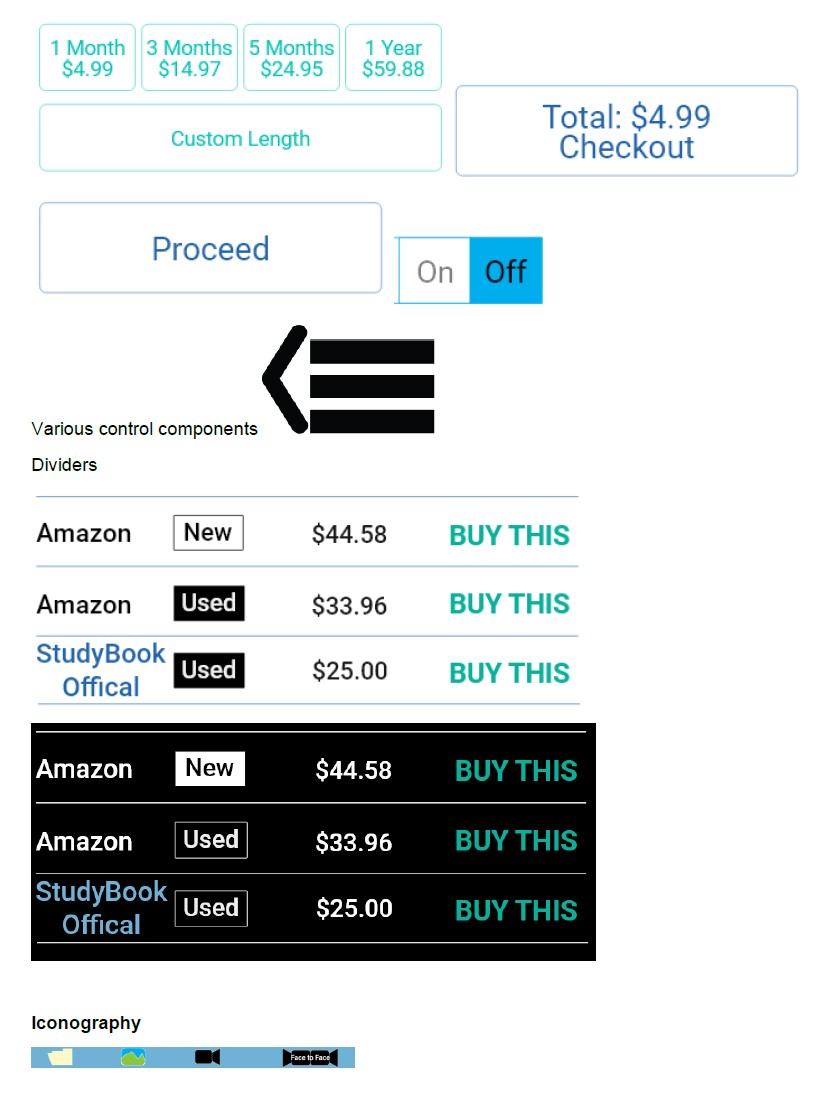 1 Month 3 Months 5 Months 1 Year
$4.99 $14.97 $24.95 $59.88
Custom Length
Total: $4.99
Checkout
Proceed
On Off
Various control components
Dividers
Amazon New $44.58 BUY THIS
Amazon Used $33.96 BUY THIS
StudyBook
Offical Used $25.00 BUY THIS
Amazon New $44.58 BUY THIS
Amazon Used $33.96 BUY THIS
StudyBook
Offical Used $25.00 BUY THIS
Iconography
Face to Face